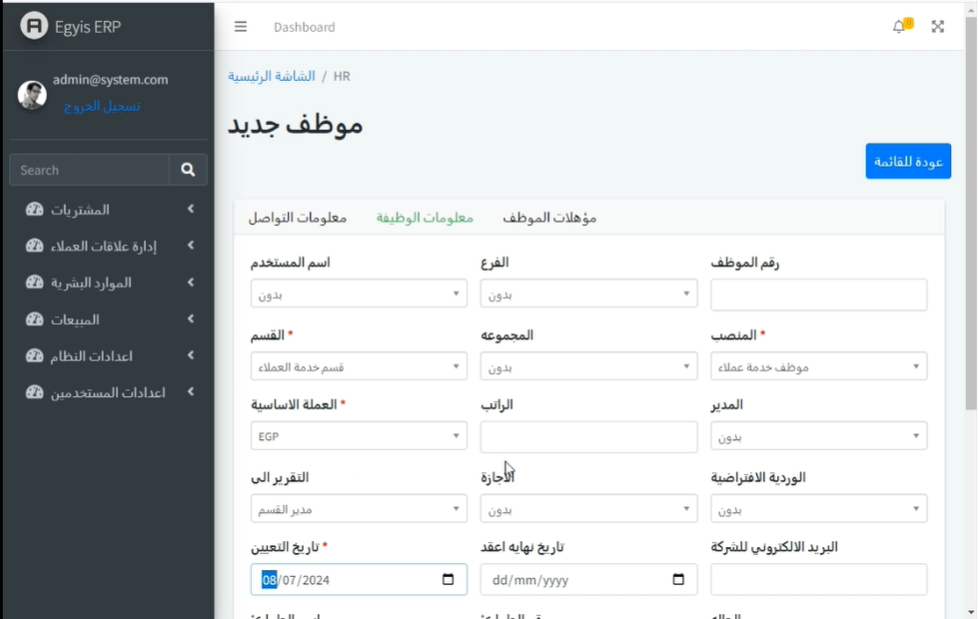 Egyis ERP
Dashboard
0
admin@system.com
تسجيل الخروج
Search
المشتريات
إدارة علاقات العملاء
الموارد البشرية
المبيعات
اعدادات النظام
اعدادات المستخدمين
الشاشة الرئيسية / HR
موظف جديد
عودة للقائمة
معلومات التواصل
معلومات الوظيفة
مؤهلات الموظف
اسم المستخدم
الفرع
رقم الموظف
بدون
بدون
* القسم
المجموعه
* المنصب
قسم خدمة العملاء
بدون
موظف خدمة عملاء
* العملة الاساسية
الراتب
المدير
EGP
بدون
التقرير الى
الأجازة
الوردية الافتراضية
مدير القسم
بدون
بدون
* تاريخ التعيين
تاريخ نهايه اعقد
البريد الالكتروني للشركة
08/07/2024
dd/mm/yyyy